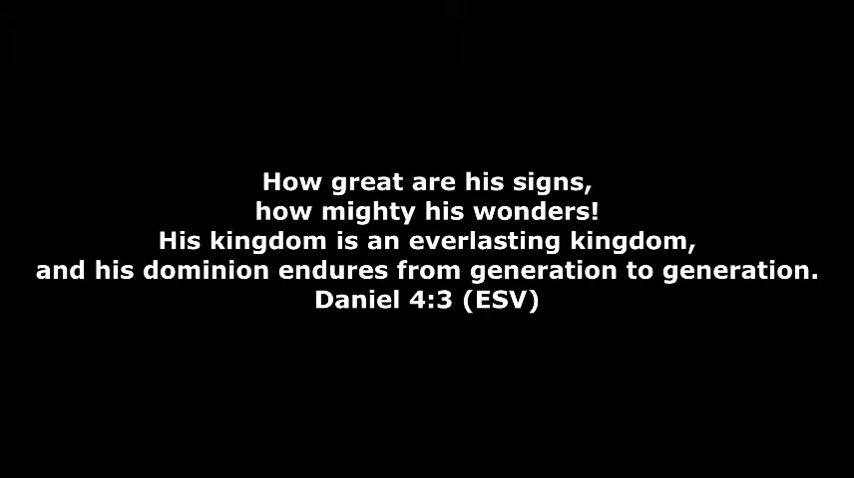 How great are his signs,
how mighty his wonders!
His kingdom is an everlasting kingdom,
and his dominion endures from generation to generation.
Daniel 4:3 (ESV)